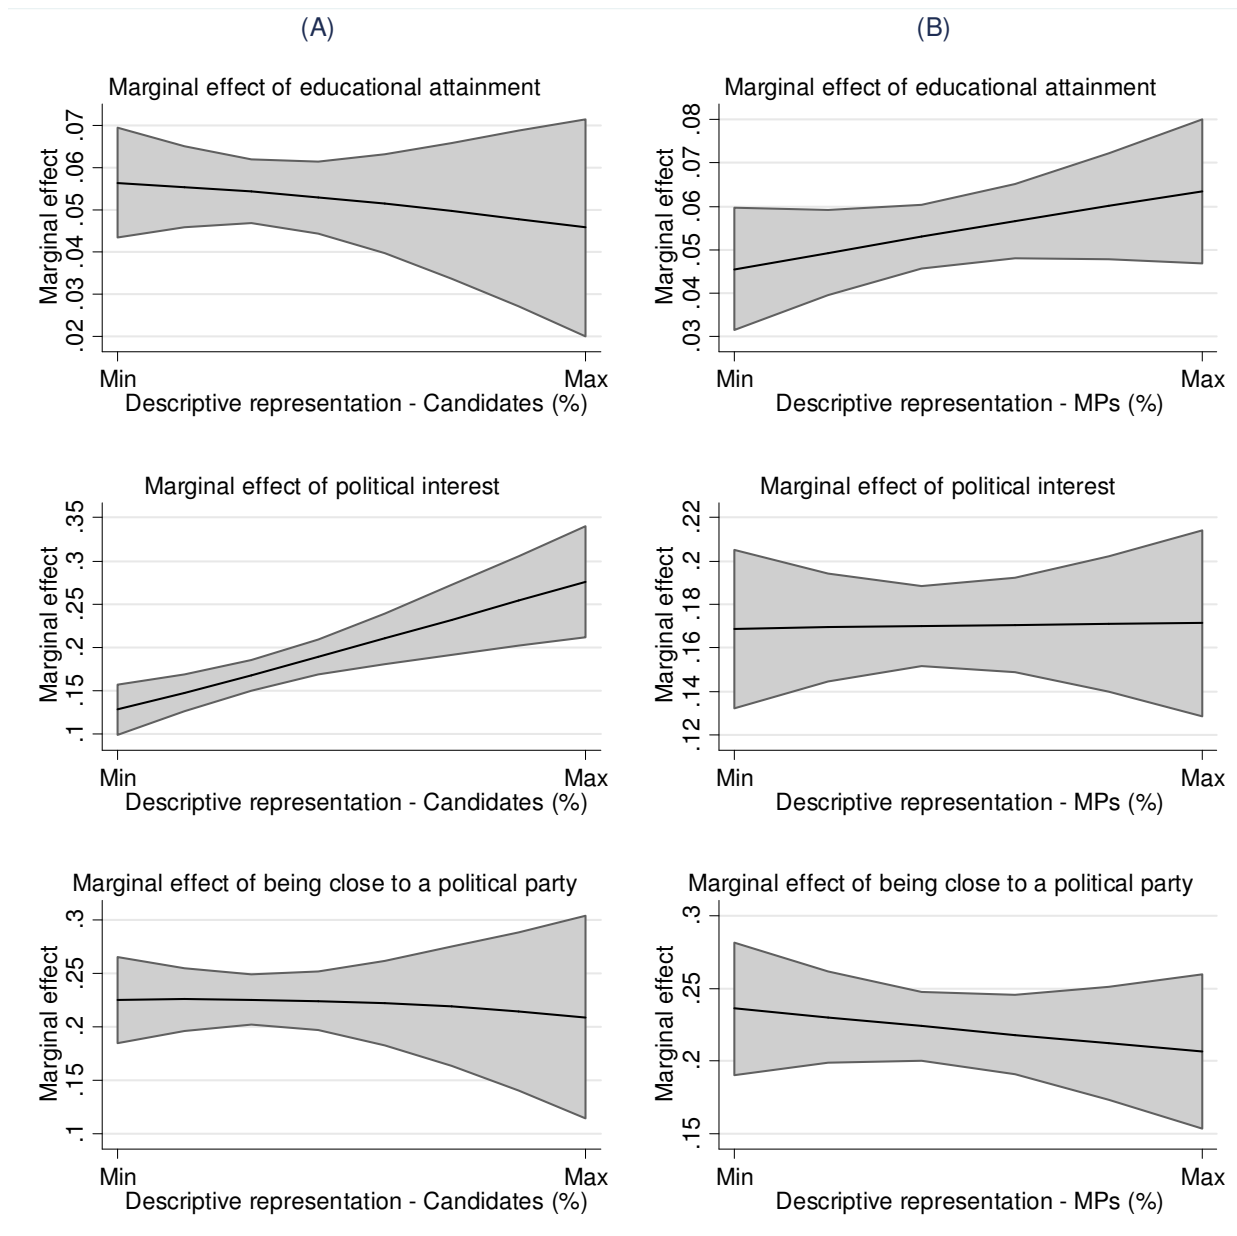 (A)
(B)
Marginal effect of educational attainment
Marginal effect
.07
.06
.05
.04
.03
.02
Min
Max
Descriptive representation - Candidates (%)
Marginal effect of educational attainment
Marginal effect
.08
.07
.06
.05
.04
.03
Min
Max
Descriptive representation - MPs (%)
Marginal effect of political interest
Marginal effect
.35
.3
.25
.2
.15
.1
Min
Max
Descriptive representation - Candidates (%)
Marginal effect of political interest
Marginal effect
.22
.2
.18
.16
.14
.12
Min
Max
Descriptive representation - MPs (%)
Marginal effect of being close to a political party
Marginal effect
.3
.25
.2
.15
.1
Min
Max
Descriptive representation - Candidates (%)
Marginal effect of being close to a political party
Marginal effect
.3
.25
.2
.15
Min
Max
Descriptive representation - MPs (%)